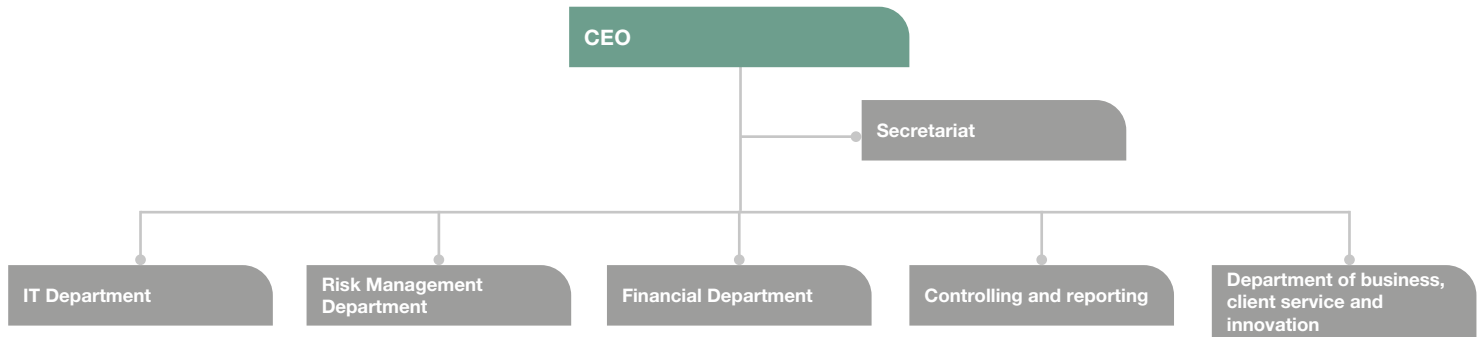 CEO
Secretariat
IT Department
Risk Management
Department
Financial Department
Controlling and reporting
Department of business,
client service and
innovation